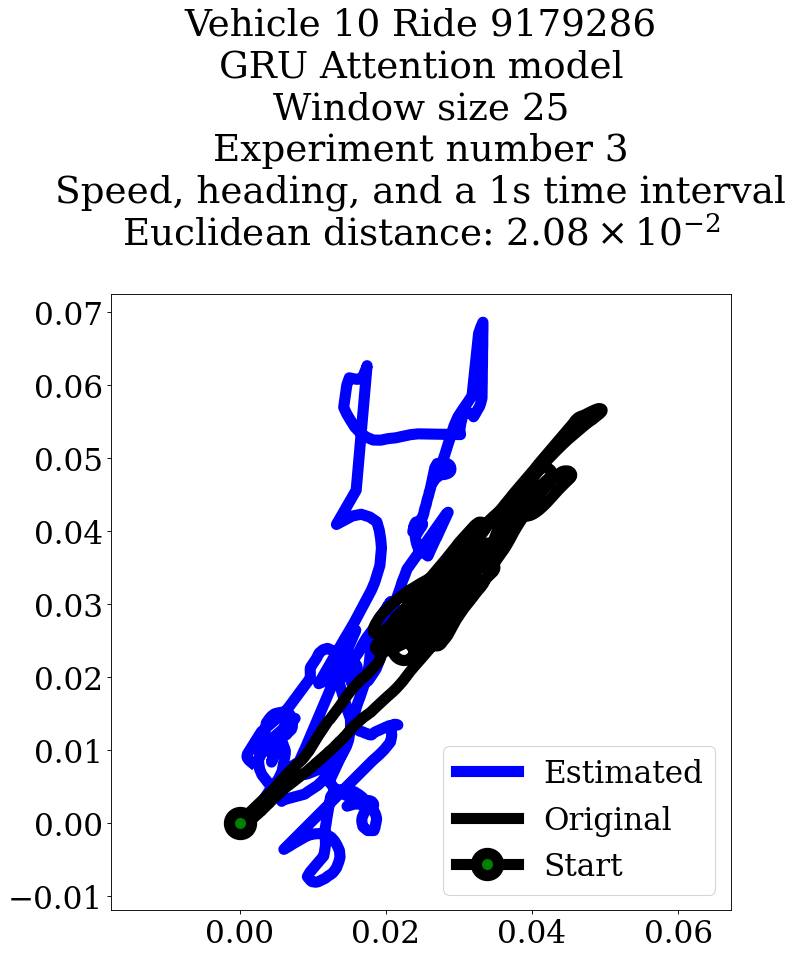 Vehicle 10 Ride 9179286
GRU Attention model
Window size 25
Experiment number 3
Speed, heading, and a 1s time interval
Euclidean distance: 2.08 × 10⁻²
0.07
0.06
0.05
0.04
0.03
0.02
0.01
0.00
−0.01
Estimated
Original
Start
0.00 0.02 0.04 0.06